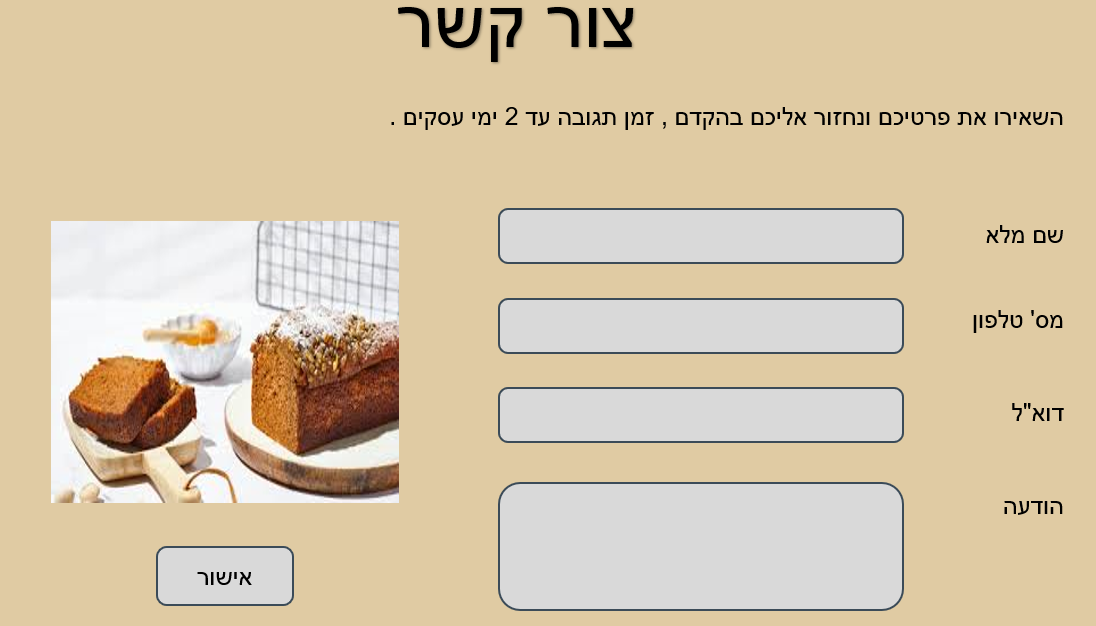 צור קשר
השאירו את פרטיכם ונחזור אליכם בהקדם , זמן תגובה עד 2 ימי עסקים .
שם מלא
מס' טלפון
דוא"ל
הודעה
אישור